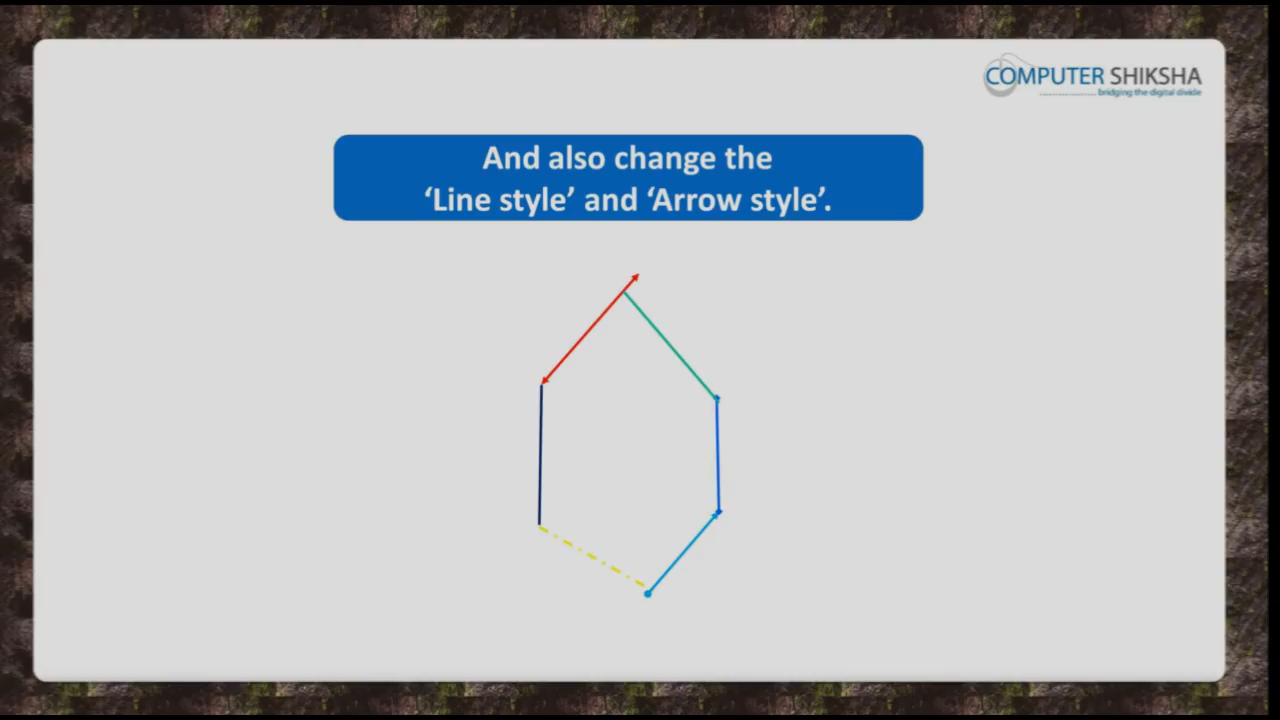 COMPUTER SHIKSHA
bridging the digital divide
And also change the
‘Line style’ and ‘Arrow style’.